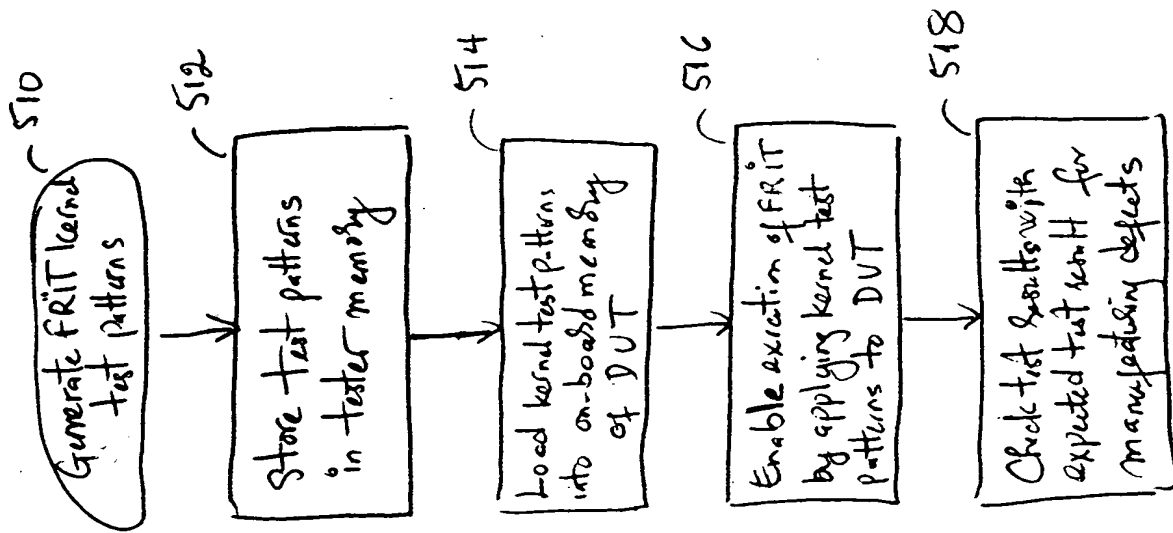 510
Generate FRIT kernel
test patterns
512
Store test patterns
in tester memory
514
Load kernel test patterns
into on-board memory
of DUT
516
Enable execution of FRIT
by applying kernel test
patterns to DUT
518
Check test results with
expected test result for
manufacturing defects